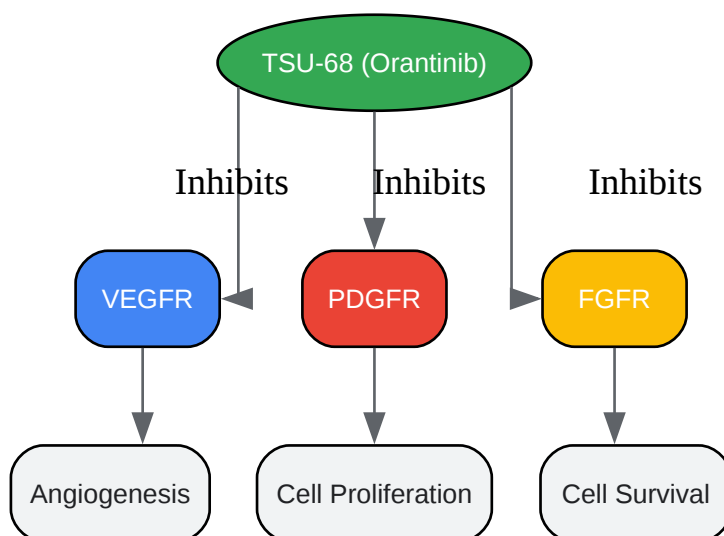 TSU-68 (Orantinib)
Inhibits
Inhibits
Inhibits
VEGFR
PDGFR
FGFR
Angiogenesis
Cell Proliferation
Cell Survival